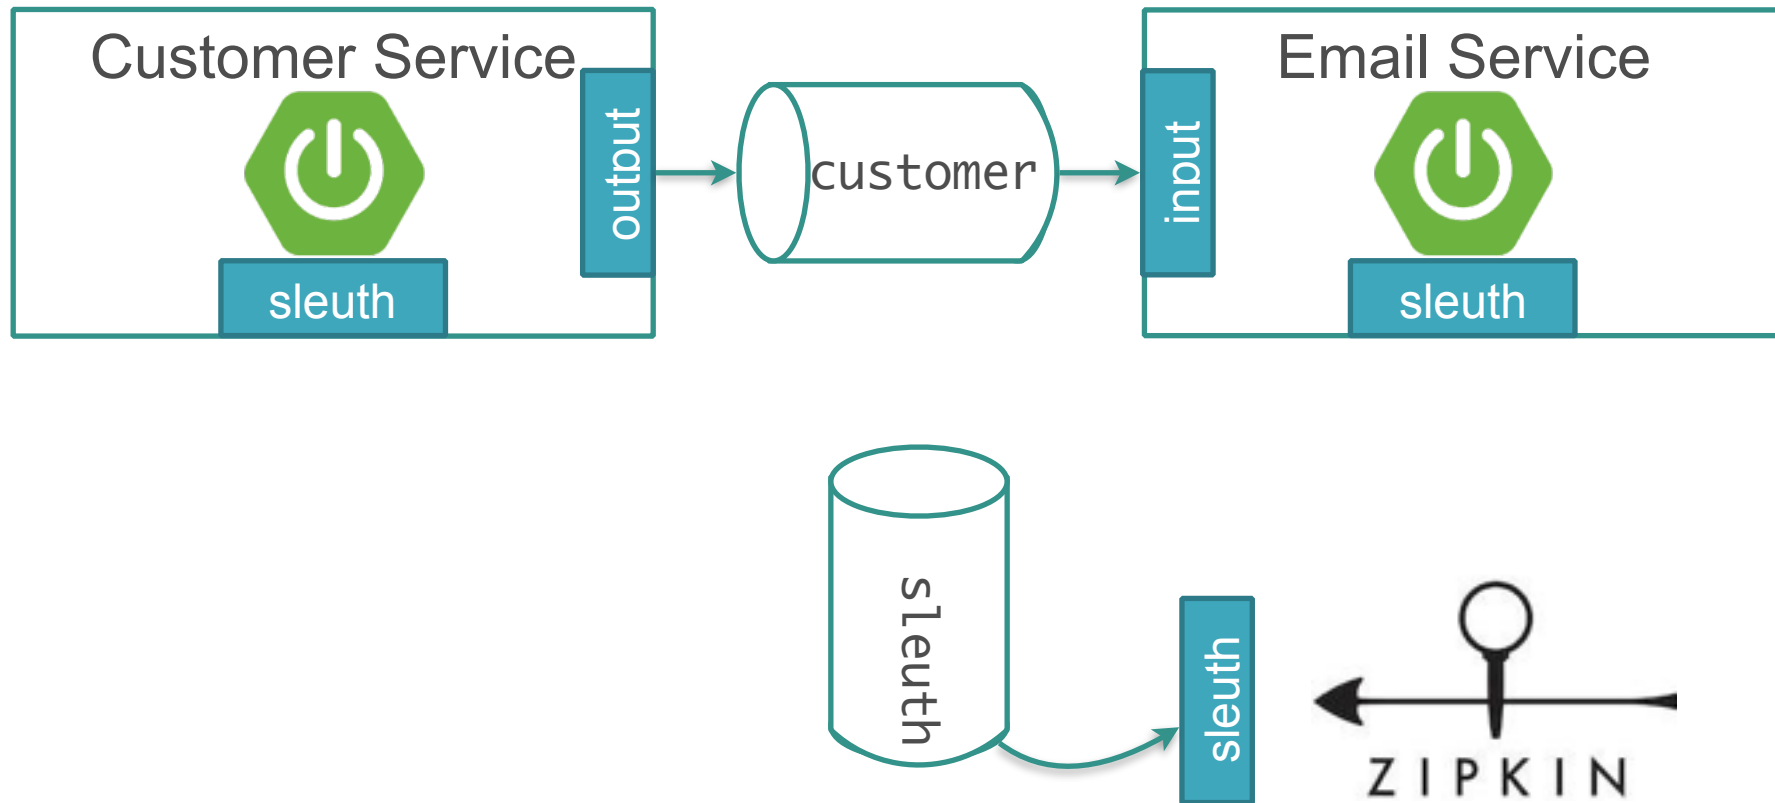 Customer Service
Email Service
output
customer
input
sleuth
sleuth
sleuth
sleuth
ZIPKIN